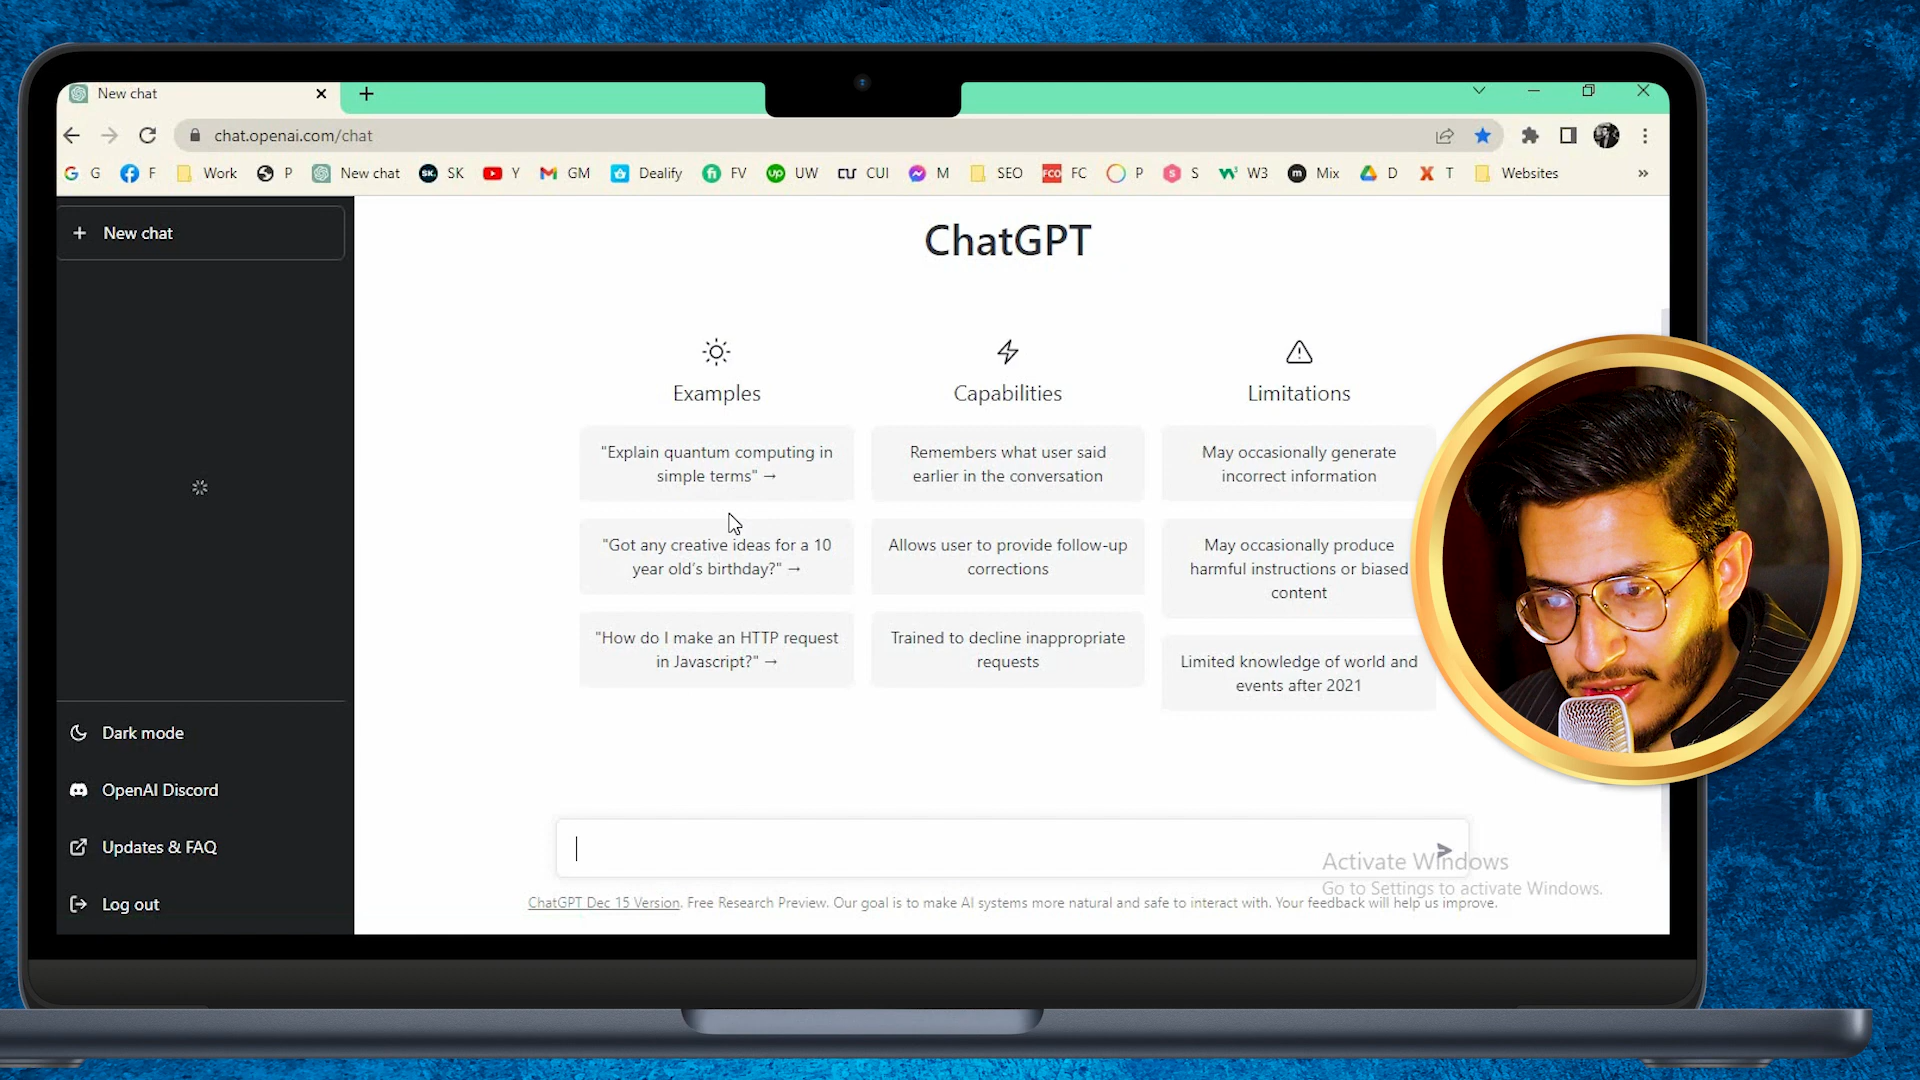 New chat
chat.openai.com/chat
G F Work P New chat SK Y GM Dealify FV UW CUI M SEO FC P S W3 Mix D T Websites »
New chat
ChatGPT
Examples
Capabilities
Limitations
"Explain quantum computing in
simple terms" →
Remembers what user said
earlier in the conversation
May occasionally generate
incorrect information
"Got any creative ideas for a 10
year old's birthday?" →
Allows user to provide follow-up
corrections
May occasionally produce
harmful instructions or biased
content
"How do I make an HTTP request
in Javascript?" →
Trained to decline inappropriate
requests
Limited knowledge of world and
events after 2021
Dark mode
OpenAI Discord
Updates & FAQ
Log out
Activate Windows
Go to Settings to activate Windows.
ChatGPT Dec 15 Version. Free Research Preview. Our goal is to make AI systems more natural and safe to interact with. Your feedback will help us improve.